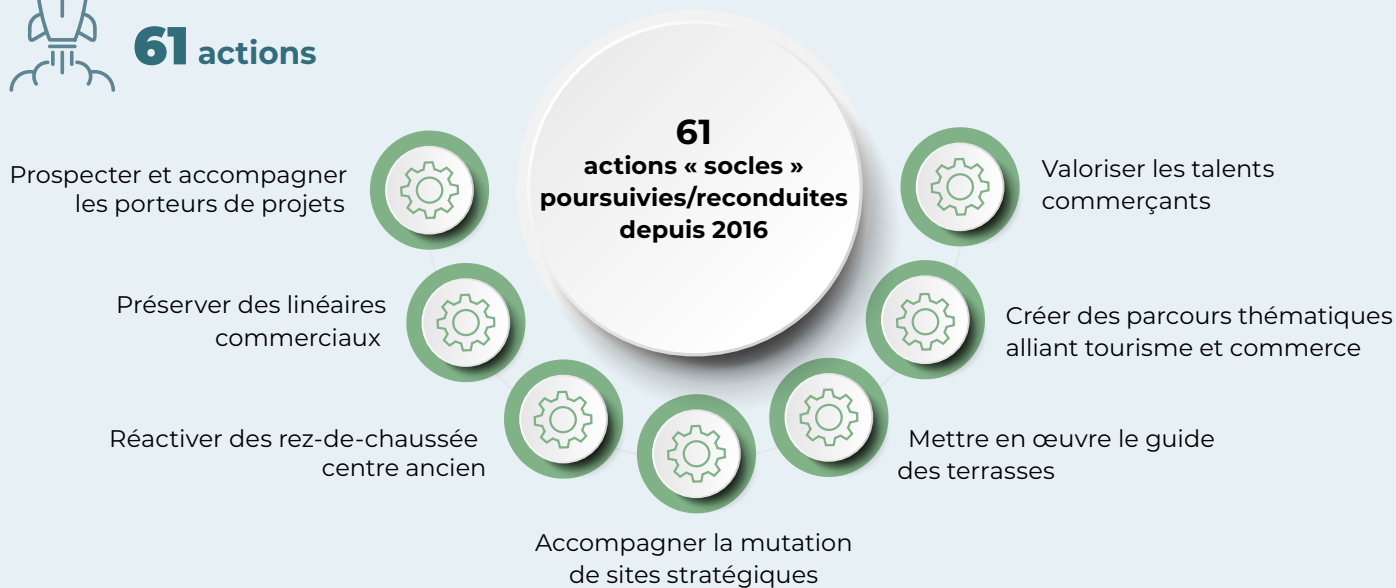 61 actions
61
actions « socles »
poursuivies/reconduites
depuis 2016
Prospecter et accompagner
les porteurs de projets
Préserver des linéaires
commerciaux
Réactiver des rez-de-chaussée
centre ancien
Accompagner la mutation
de sites stratégiques
Mettre en œuvre le guide
des terrasses
Créer des parcours thématiques
alliant tourisme et commerce
Valoriser les talents
commerçants